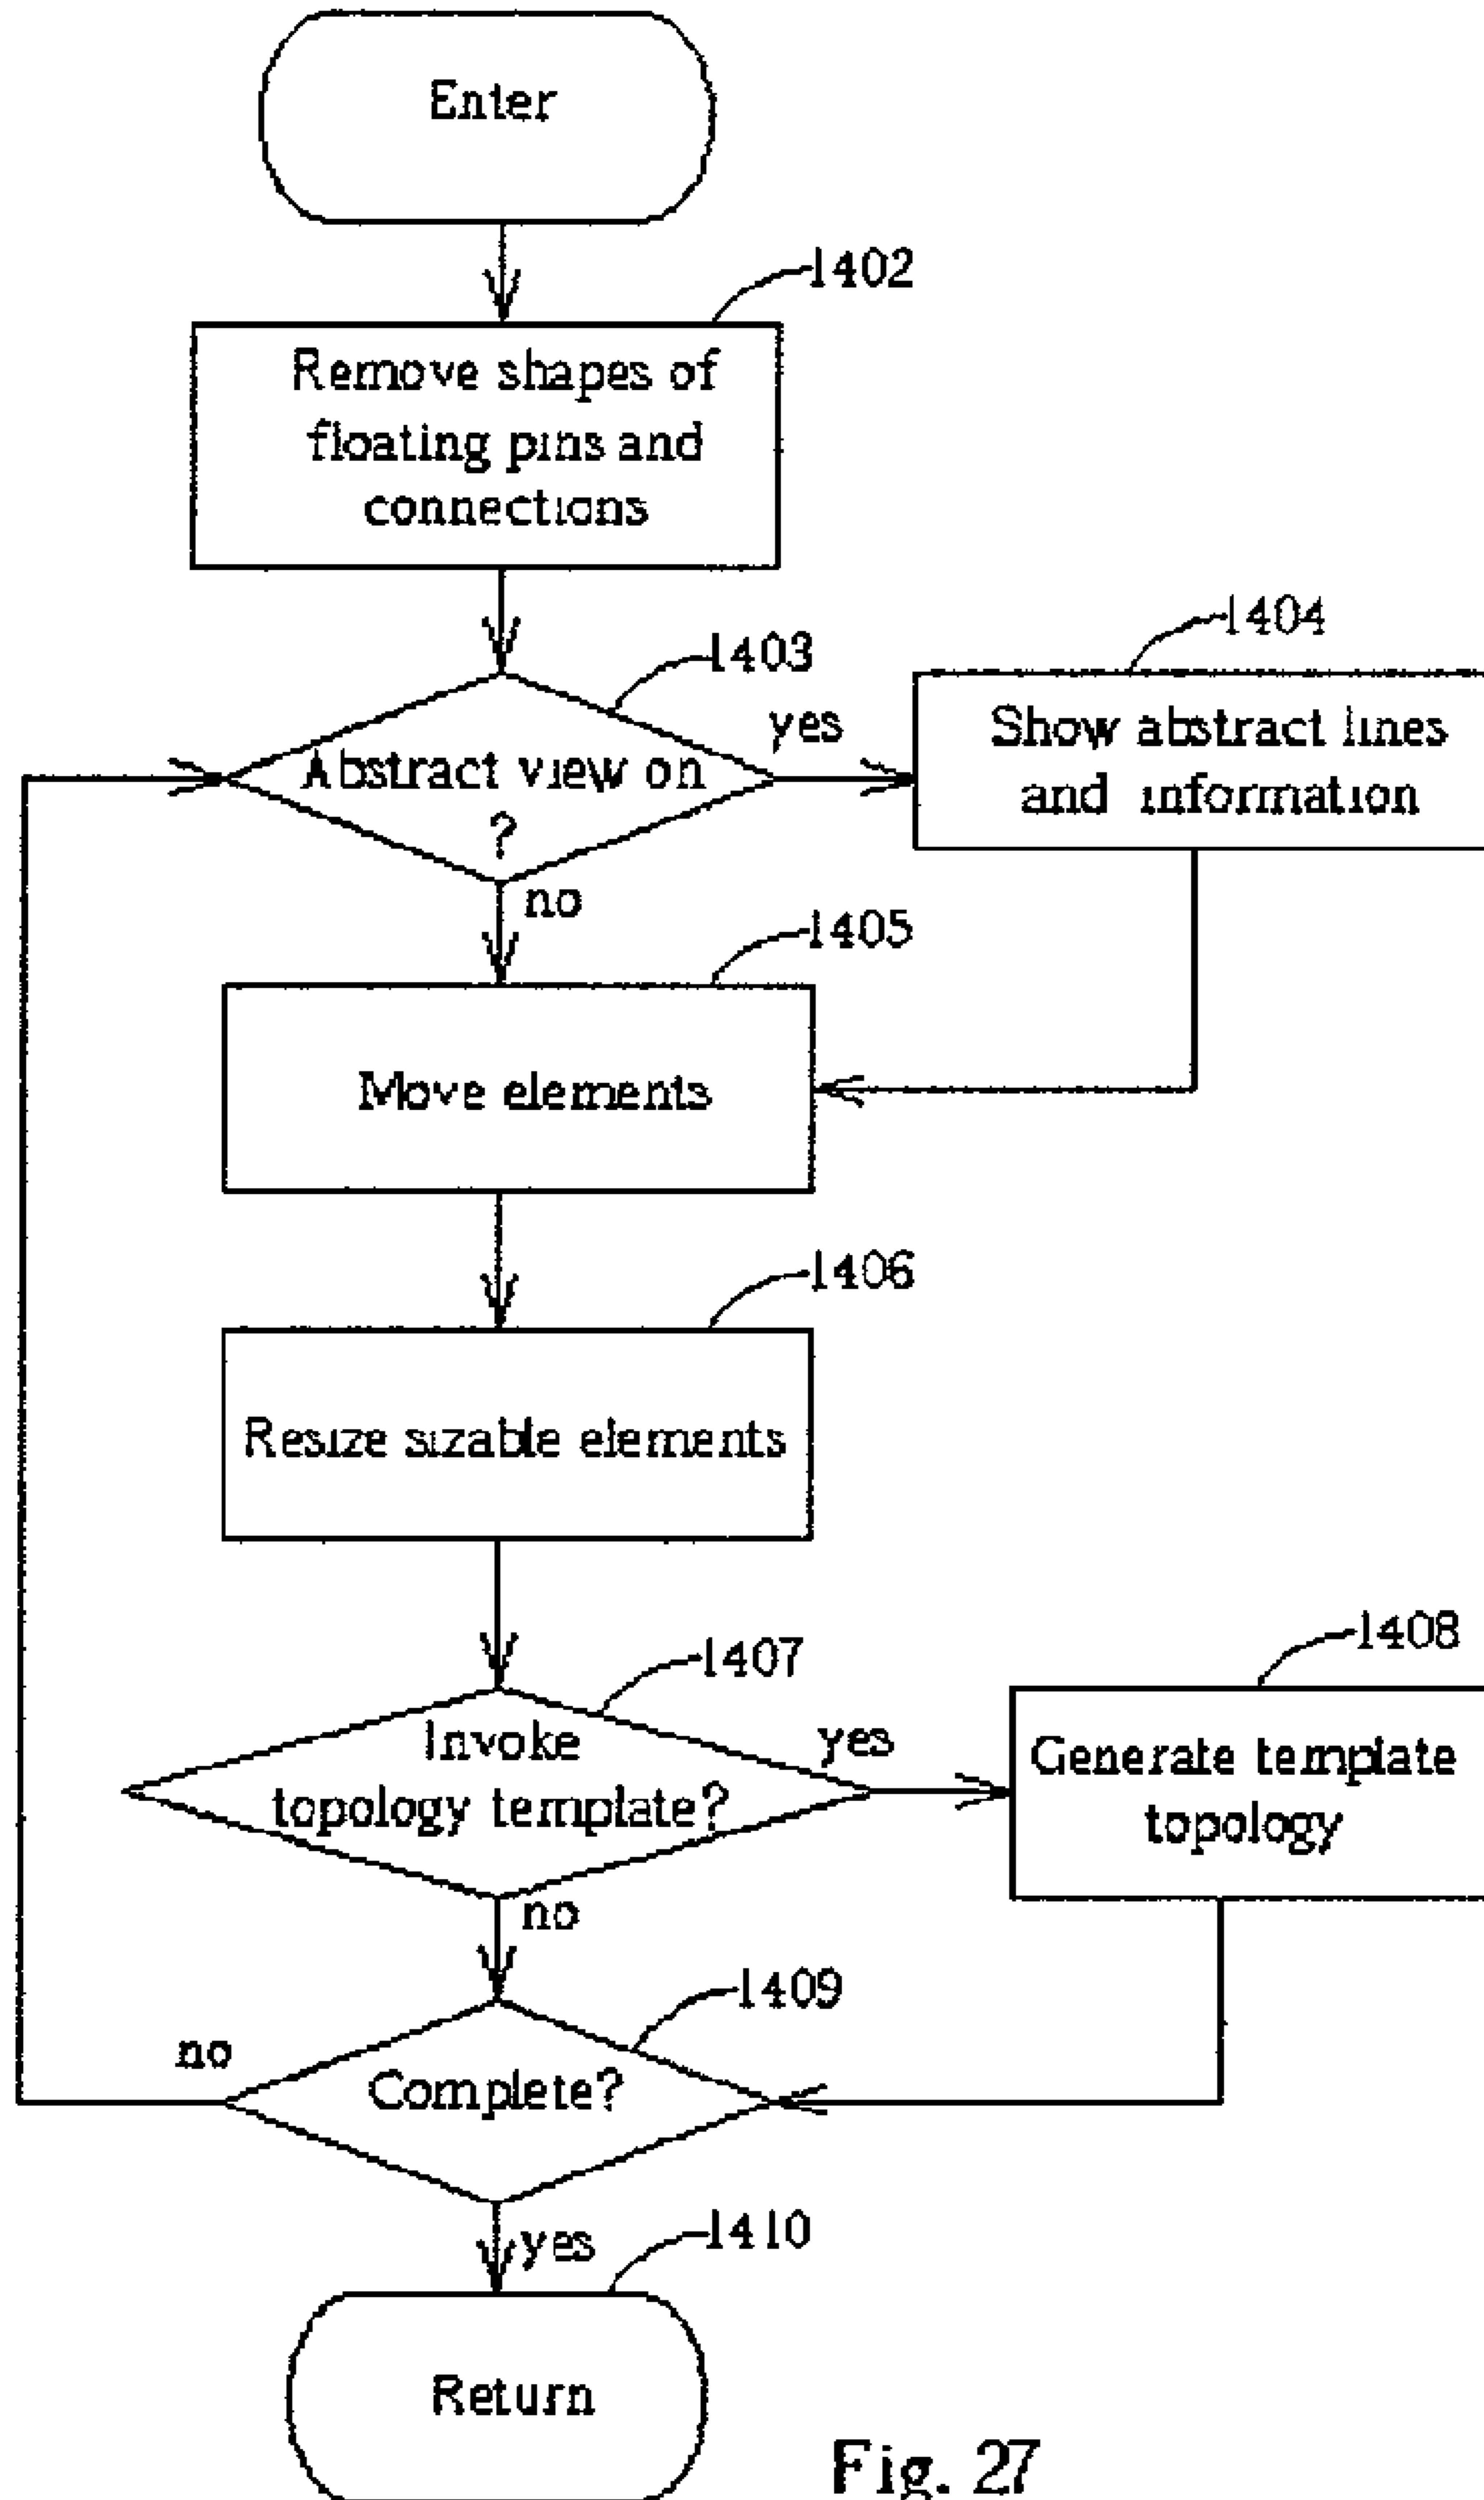 Enter
1402
Remove shapes of
floating pins and
connections
1403
1404
yes
Abstract view on
?
Show abstract lines
and information
no
1405
Move elements
1406
Resize sizable elements
1407
1408
Invoke
topology template?
yes
Generate template
topology
no
1409
no
Complete?
yes
1410
Return
Fig. 27